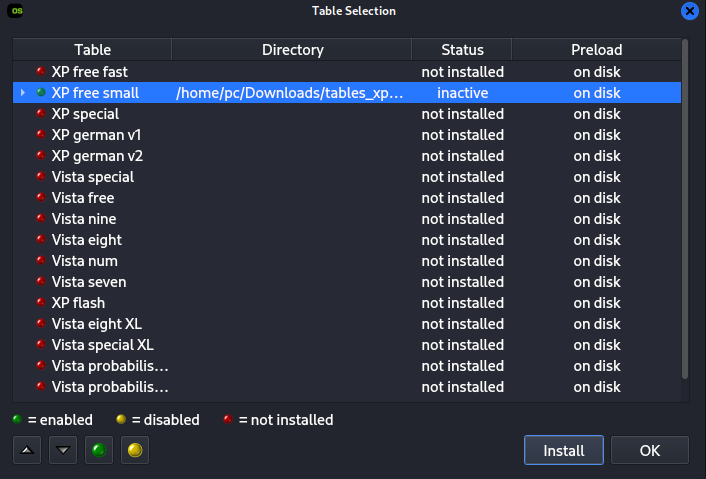 OS
Table Selection
Table Directory Status Preload
XP free fast not installed on disk
XP free small /home/pc/Downloads/tables_xp... inactive on disk
XP special not installed on disk
XP german v1 not installed on disk
XP german v2 not installed on disk
Vista special not installed on disk
Vista free not installed on disk
Vista nine not installed on disk
Vista eight not installed on disk
Vista num not installed on disk
Vista seven not installed on disk
XP flash not installed on disk
Vista eight XL not installed on disk
Vista special XL not installed on disk
Vista probabilis... not installed on disk
Vista probabilis... not installed on disk
= enabled = disabled = not installed
Install OK